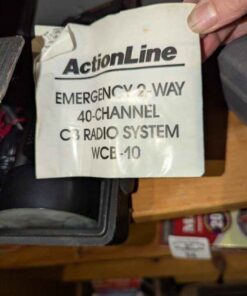 ActionLine
EMERGENCY 2-WAY
40-CHANNEL
CB RADIO SYSTEM
WCB-10